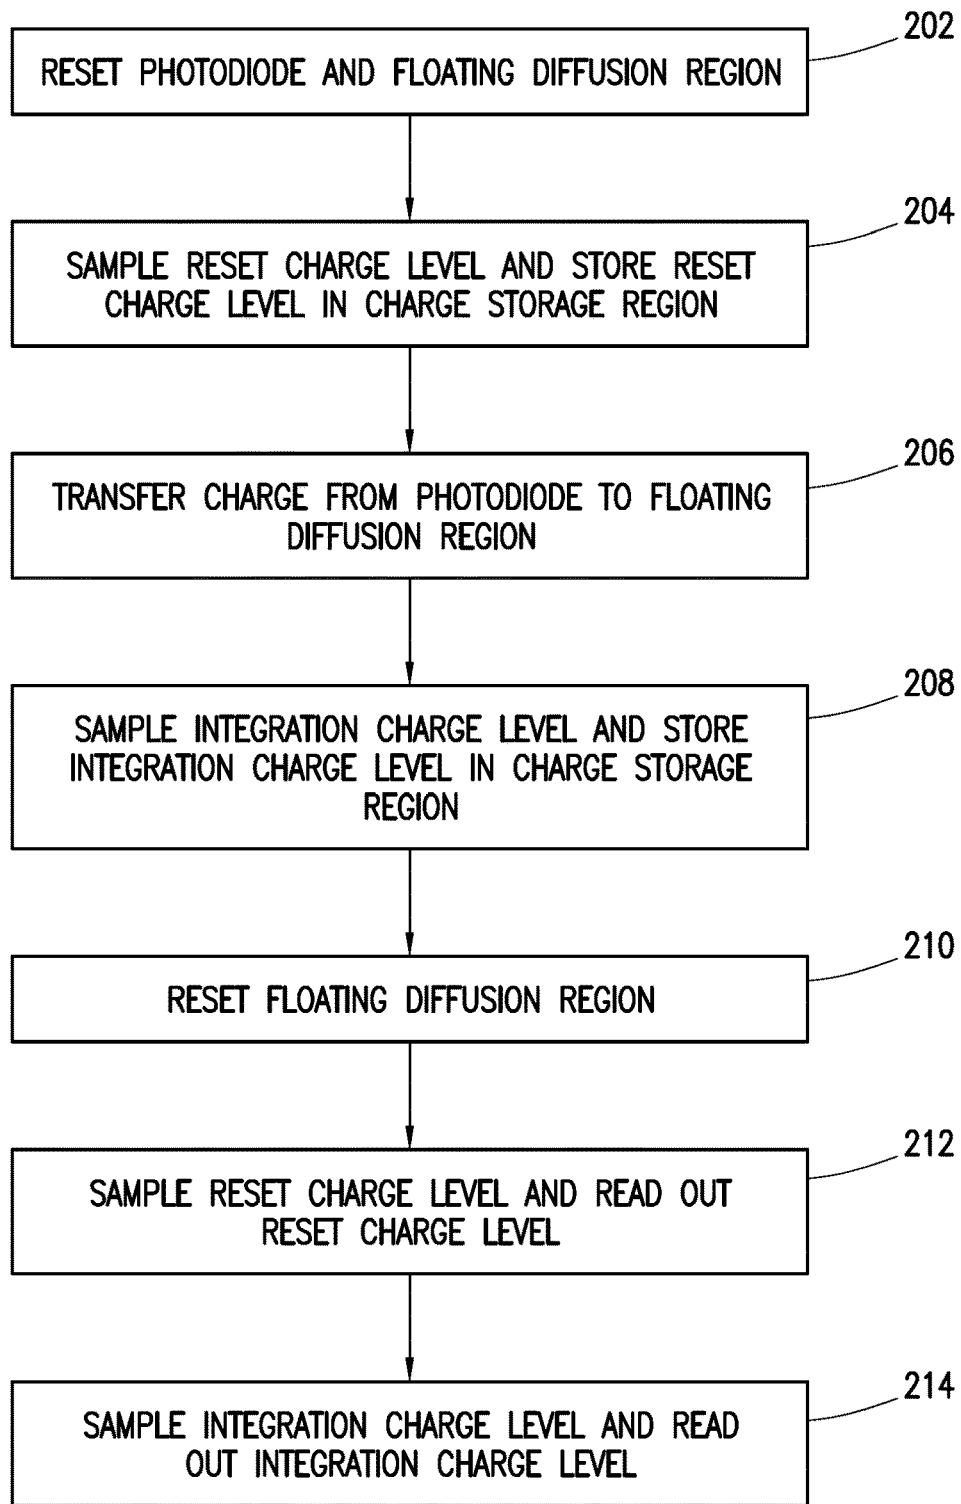 202
RESET PHOTODIODE AND FLOATING DIFFUSION REGION
204
SAMPLE RESET CHARGE LEVEL AND STORE RESET
CHARGE LEVEL IN CHARGE STORAGE REGION
206
TRANSFER CHARGE FROM PHOTODIODE TO FLOATING
DIFFUSION REGION
208
SAMPLE INTEGRATION CHARGE LEVEL AND STORE
INTEGRATION CHARGE LEVEL IN CHARGE STORAGE
REGION
210
RESET FLOATING DIFFUSION REGION
212
SAMPLE RESET CHARGE LEVEL AND READ OUT
RESET CHARGE LEVEL
214
SAMPLE INTEGRATION CHARGE LEVEL AND READ
OUT INTEGRATION CHARGE LEVEL